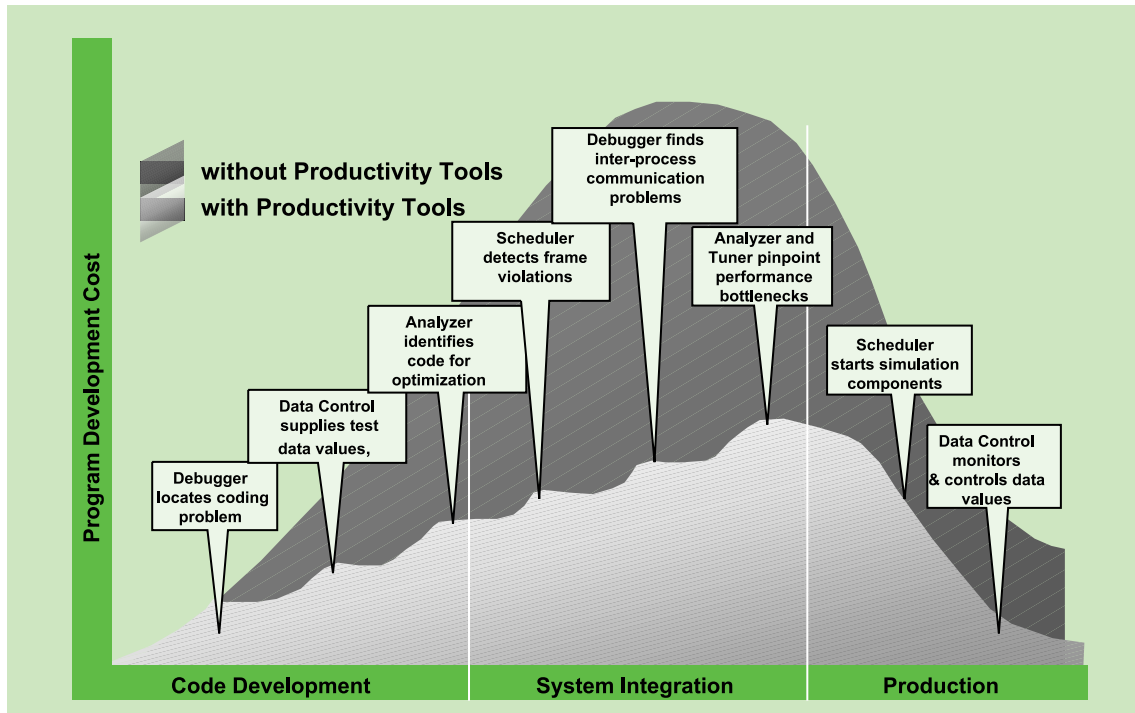 Program Development Cost
without Productivity Tools
with Productivity Tools
Debugger
locates coding
problem
Data Control
supplies test
data values,
Analyzer
identifies
code for
optimization
Scheduler
detects frame
violations
Debugger finds
inter-process
communication
problems
Analyzer and
Tuner pinpoint
performance
bottlenecks
Scheduler
starts simulation
components
Data Control
monitors
& controls data
values
Code Development
System Integration
Production